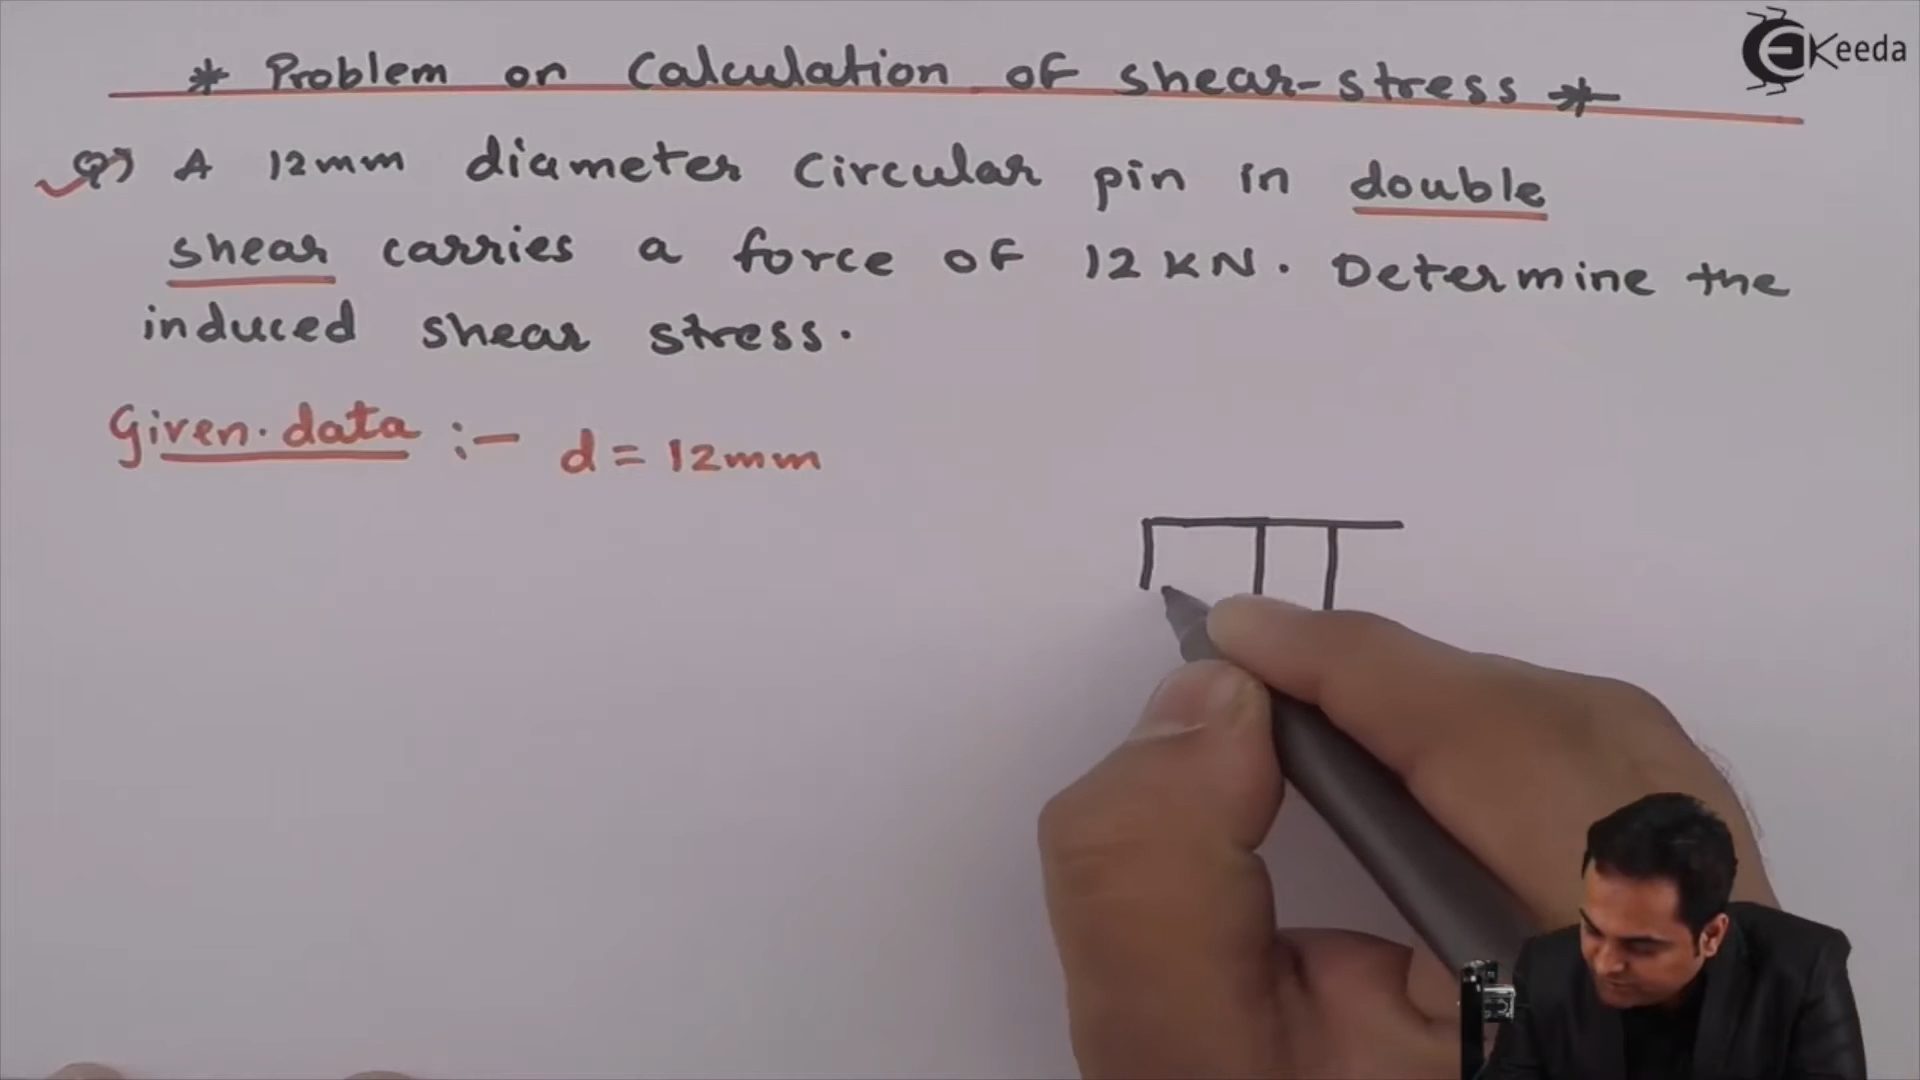 * Problem on Calculation of shear-stress *
EKeeda
Q) A 12mm diameter circular pin in double
shear carries a force of 12 KN. Determine the
induced shear stress.
Given data :- d = 12mm